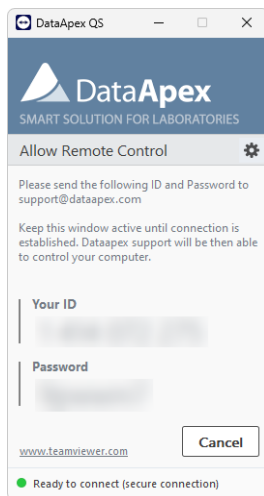 DataApex QS
DataApex
SMART SOLUTION FOR LABORATORIES
Allow Remote Control
Please send the following ID and Password to
support@dataapex.com
Keep this window active until connection is
established. Dataapex support will be then able
to control your computer.
Your ID
Password
www.teamviewer.com
Cancel
Ready to connect (secure connection)